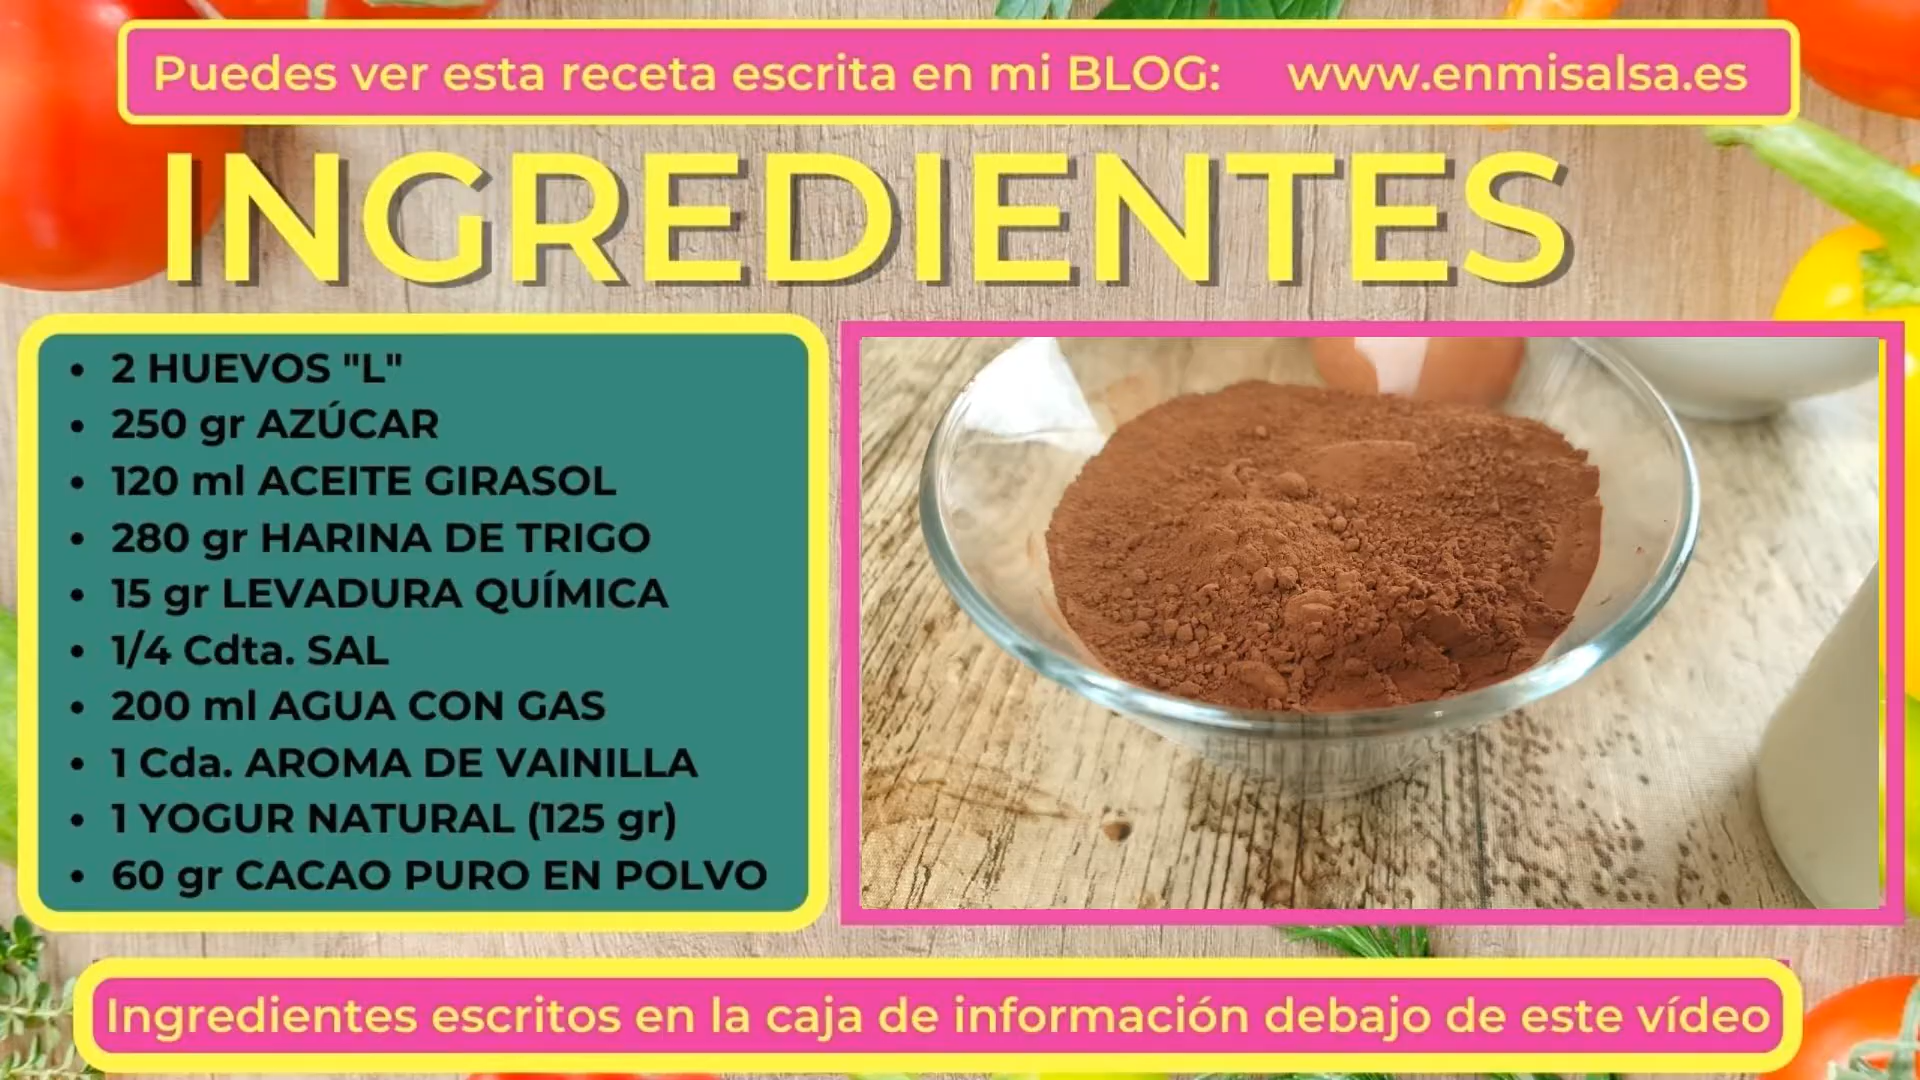 Puedes ver esta receta escrita en mi BLOG: www.enmisalsa.es
INGREDIENTES
• 2 HUEVOS "L"
• 250 gr AZÚCAR
• 120 ml ACEITE GIRASOL
• 280 gr HARINA DE TRIGO
• 15 gr LEVADURA QUÍMICA
• 1/4 Cdta. SAL
• 200 ml AGUA CON GAS
• 1 Cda. AROMA DE VAINILLA
• 1 YOGUR NATURAL (125 gr)
• 60 gr CACAO PURO EN POLVO
Ingredientes escritos en la caja de información debajo de este vídeo